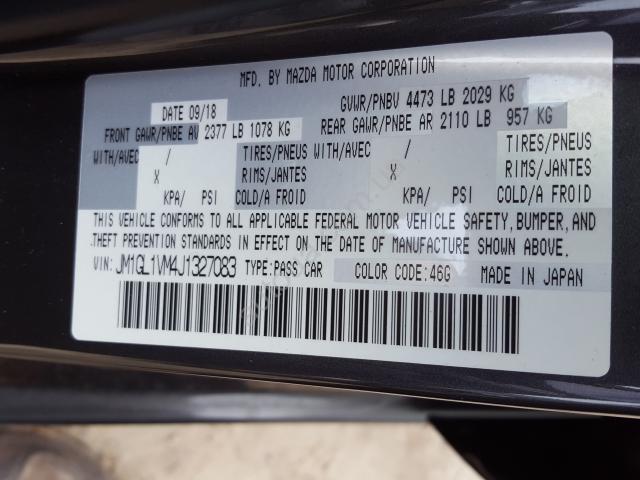 MFD. BY MAZDA MOTOR CORPORATION
DATE 09/18 GVWR/PNBV 4473 LB 2029 KG
FRONT GAWR/PNBE AV 2377 LB 1078 KG REAR GAWR/PNBE AR 2110 LB 957 KG
WITH/AVEC / TIRES/PNEUS WITH/AVEC / TIRES/PNEUS
X RIMS/JANTES X RIMS/JANTES
KPA/ PSI COLD/A FROID KPA/ PSI COLD/A FROID
THIS VEHICLE CONFORMS TO ALL APPLICABLE FEDERAL MOTOR VEHICLE SAFETY, BUMPER, AND
THEFT PREVENTION STANDARDS IN EFFECT ON THE DATE OF MANUFACTURE SHOWN ABOVE.
VIN: JM1GL1VM4J1327083 TYPE:PASS CAR COLOR CODE:46G MADE IN JAPAN